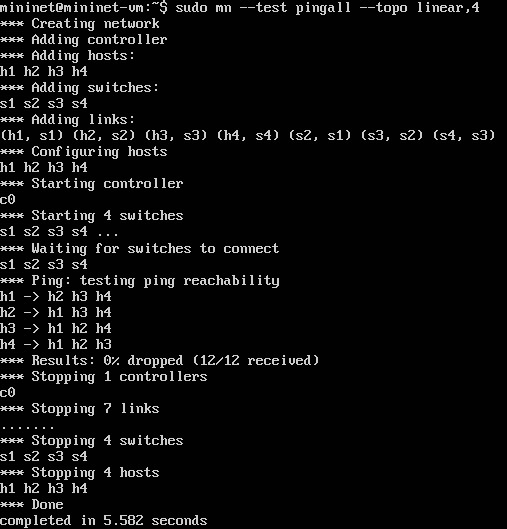 mininet@mininet-vm:~$ sudo mn --test pingall --topo linear,4
*** Creating network
*** Adding controller
*** Adding hosts:
h1 h2 h3 h4
*** Adding switches:
s1 s2 s3 s4
*** Adding links:
(h1, s1) (h2, s2) (h3, s3) (h4, s4) (s2, s1) (s3, s2) (s4, s3)
*** Configuring hosts
h1 h2 h3 h4
*** Starting controller
c0
*** Starting 4 switches
s1 s2 s3 s4 ...
*** Waiting for switches to connect
s1 s2 s3 s4
*** Ping: testing ping reachability
h1 -> h2 h3 h4
h2 -> h1 h3 h4
h3 -> h1 h2 h4
h4 -> h1 h2 h3
*** Results: 0% dropped (12/12 received)
*** Stopping 1 controllers
c0
*** Stopping 7 links
.......
*** Stopping 4 switches
s1 s2 s3 s4
*** Stopping 4 hosts
h1 h2 h3 h4
*** Done
completed in 5.582 seconds